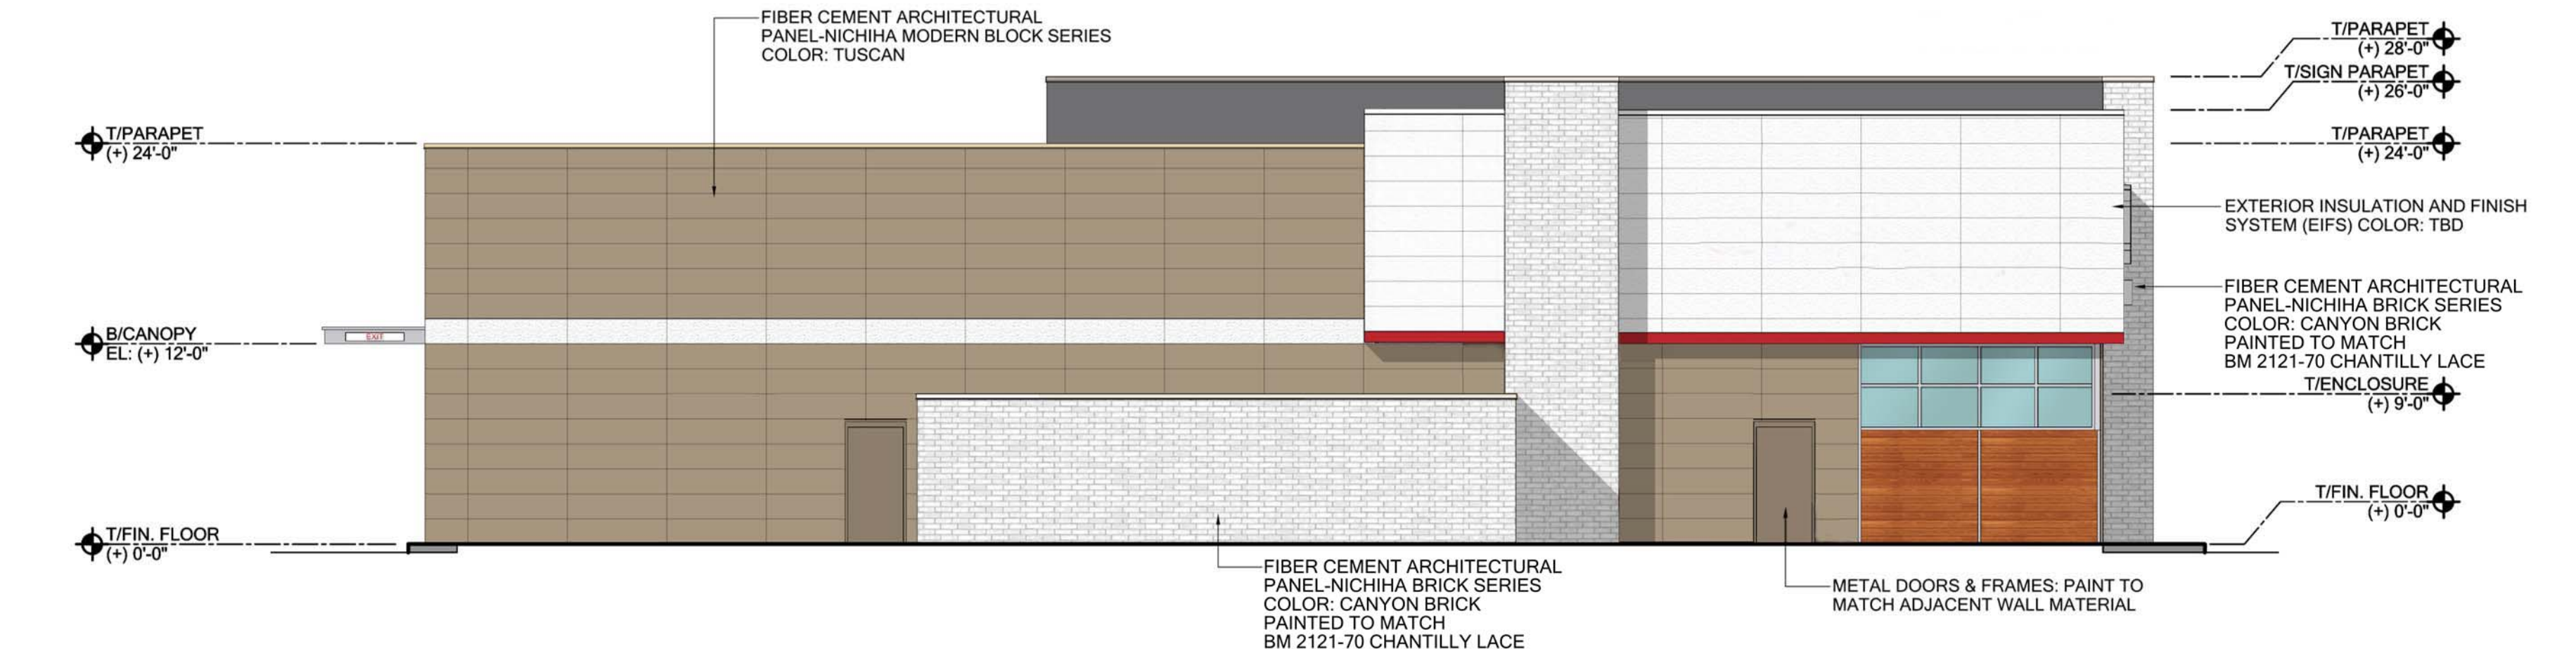 FIBER CEMENT ARCHITECTURAL
PANEL-NICHIHA MODERN BLOCK SERIES
COLOR: TUSCAN
T/PARAPET
(+) 28'-0"
T/SIGN PARAPET
(+) 26'-0"
T/PARAPET
(+) 24'-0"
T/PARAPET
(+) 24'-0"
EXTERIOR INSULATION AND FINISH
SYSTEM (EIFS) COLOR: TBD
FIBER CEMENT ARCHITECTURAL
PANEL-NICHIHA BRICK SERIES
COLOR: CANYON BRICK
PAINTED TO MATCH
BM 2121-70 CHANTILLY LACE
B/CANOPY
EL: (+) 12'-0"
EXIT
T/ENCLOSURE
(+) 9'-0"
T/FIN. FLOOR
(+) 0'-0"
T/FIN. FLOOR
(+) 0'-0"
FIBER CEMENT ARCHITECTURAL
PANEL-NICHIHA BRICK SERIES
COLOR: CANYON BRICK
PAINTED TO MATCH
BM 2121-70 CHANTILLY LACE
METAL DOORS & FRAMES: PAINT TO
MATCH ADJACENT WALL MATERIAL